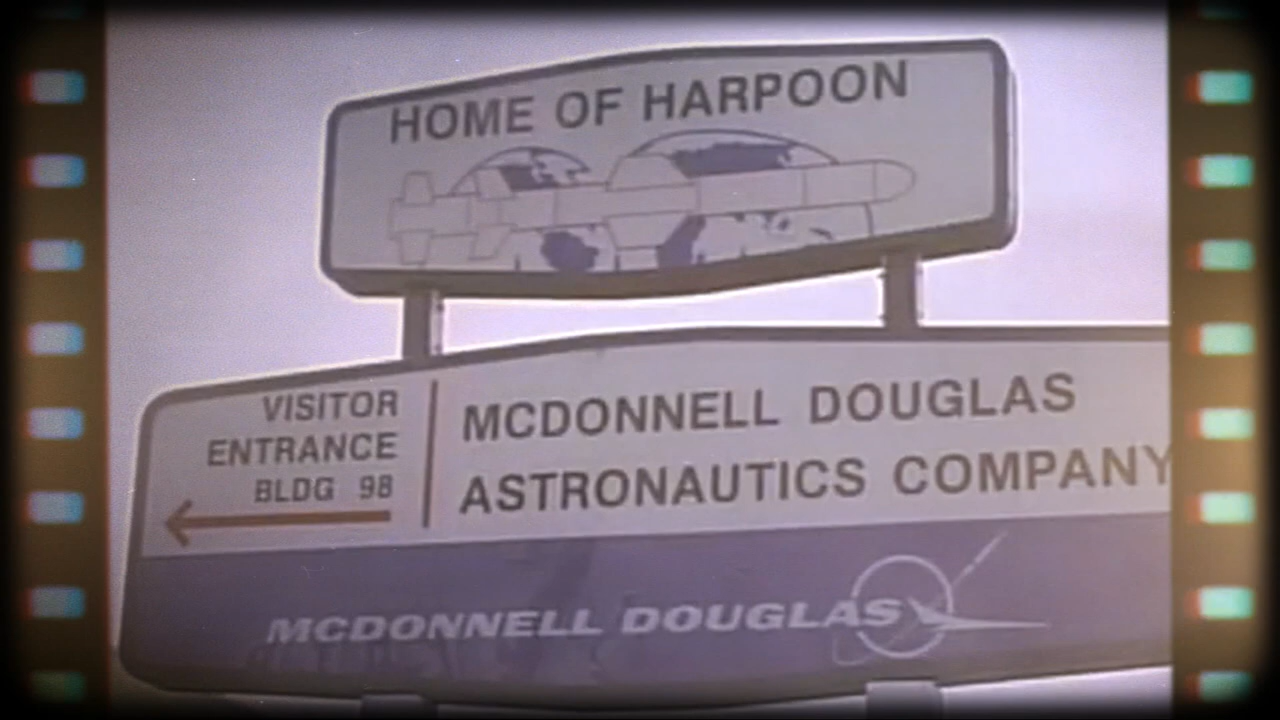 HOME OF HARPOON
VISITOR
ENTRANCE
BLDG 98
MCDONNELL DOUGLAS
ASTRONAUTICS COMPANY
MCDONNELL DOUGLAS